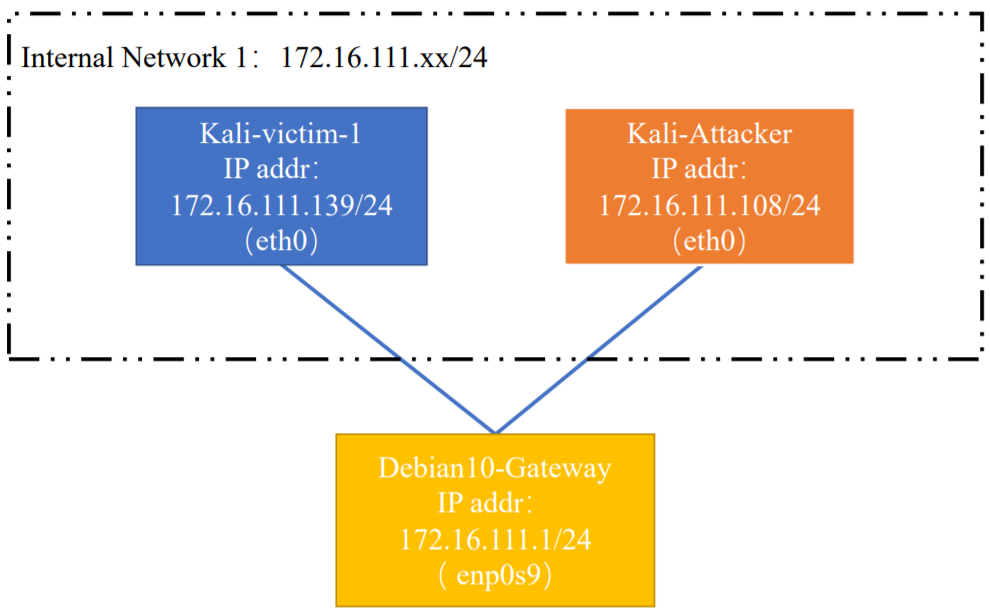 Internal Network 1： 172.16.111.xx/24
Kali-victim-1
IP addr：
172.16.111.139/24
（eth0）
Kali-Attacker
IP addr：
172.16.111.108/24
（eth0）
Debian10-Gateway
IP addr：
172.16.111.1/24
（ enp0s9）